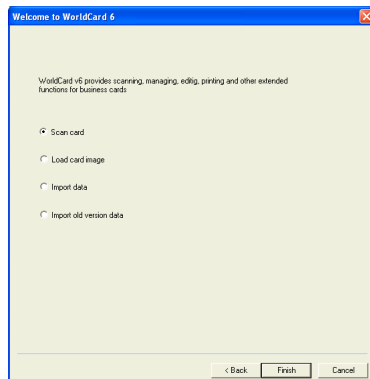 Welcome to WorldCard 6
WorldCard v6 provides scanning, managing, editig, printing and other extended
functions for business cards
Scan card
Load card image
Import data
Import old version data
< Back
Finish
Cancel